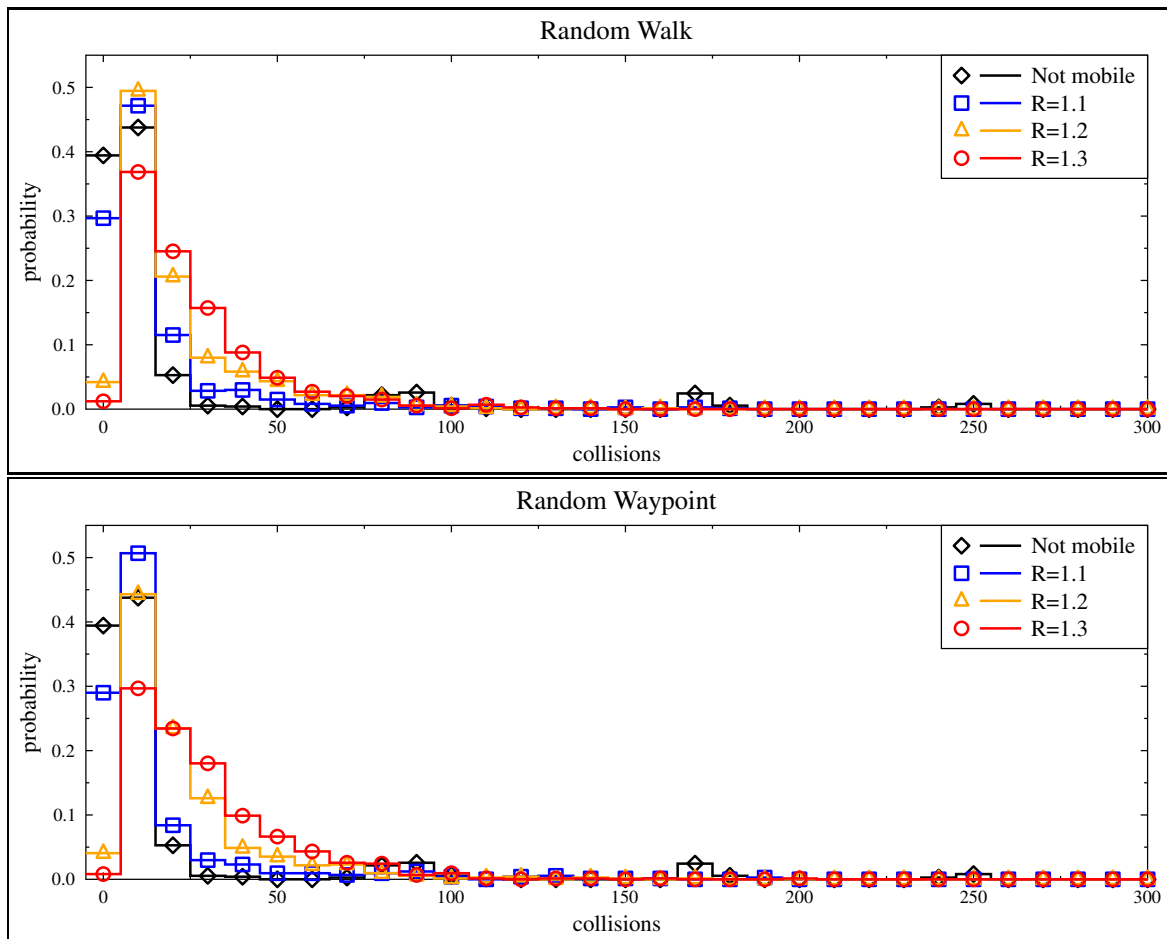 Random Walk
Not mobile
R=1.1
R=1.2
R=1.3
0.5
0.4
0.3
0.2
0.1
0.0
probability
0 50 100 150 200 250 300
collisions
Random Waypoint
Not mobile
R=1.1
R=1.2
R=1.3
0.5
0.4
0.3
0.2
0.1
0.0
probability
0 50 100 150 200 250 300
collisions